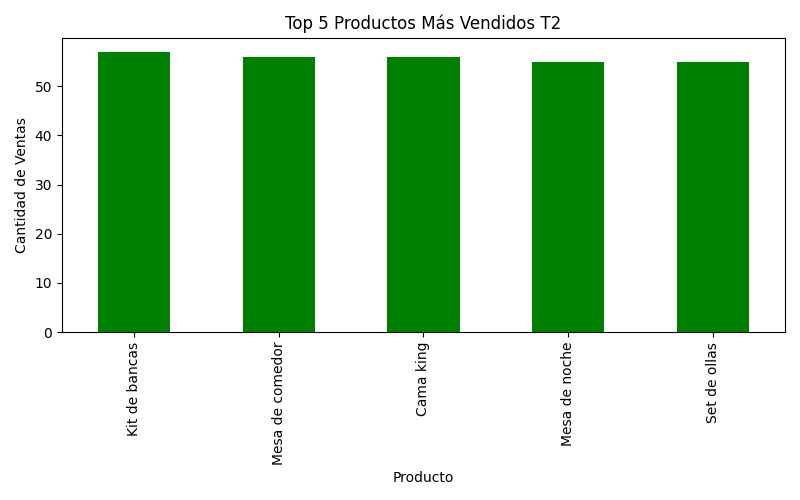 Top 5 Productos Más Vendidos T2
Cantidad de Ventas
50
40
30
20
10
0
Kit de bancas
Mesa de comedor
Cama king
Mesa de noche
Set de ollas
Producto